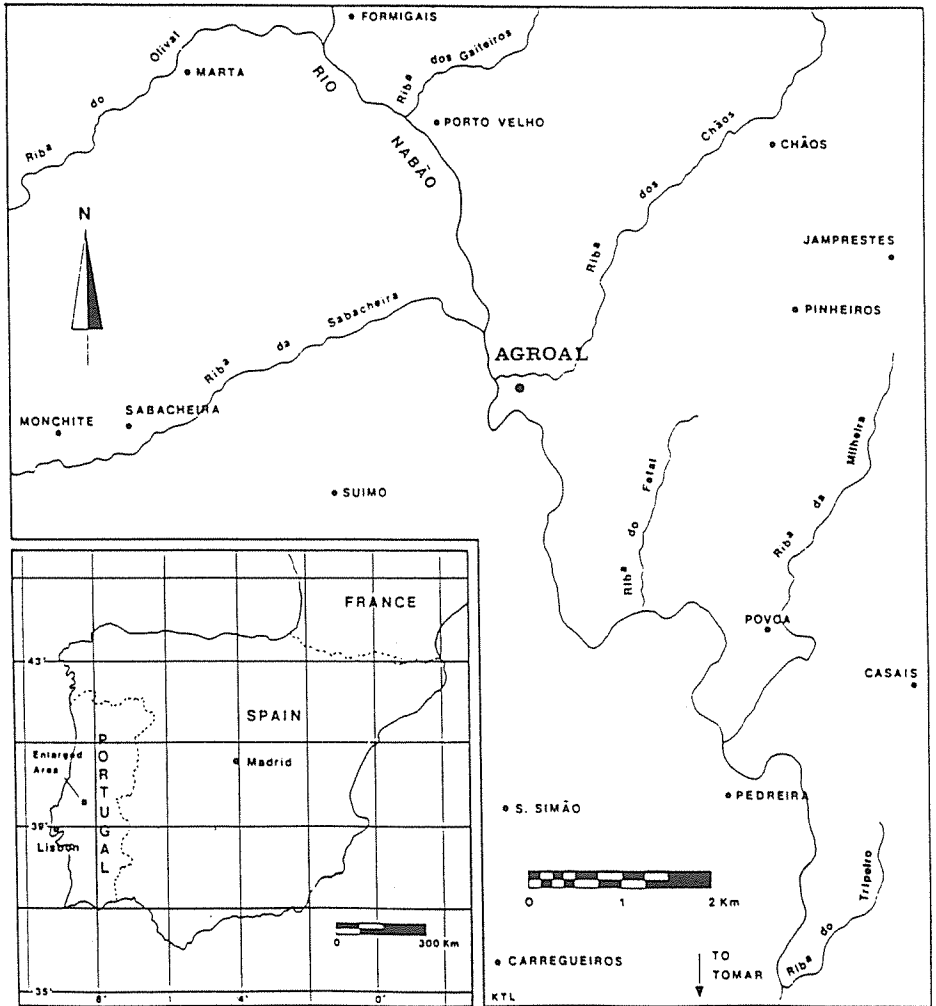 FORMIGAIS
Riba do Olival
MARTA
RIO NABÃO
Riba dos Gaiteiros
PORTO VELHO
Riba dos Chãos
CHÃOS
N
JAMPRESTES
PINHEIROS
Riba da Sabacheira
AGROAL
SABACHEIRA
MONCHITE
SUIMO
Riba do Fetal
Riba da Milheira
POVOA
CASAIS
PEDREIRA
S. SIMÃO
0 1 2 Km
Riba do Tripeiro
CARREGUEIROS
TO
TOMAR
KTL
FRANCE
43°
SPAIN
PORTUGAL
Madrid
Enlarged
Area
39°
Lisbon
0 300 Km
35°
8° 4° 0°